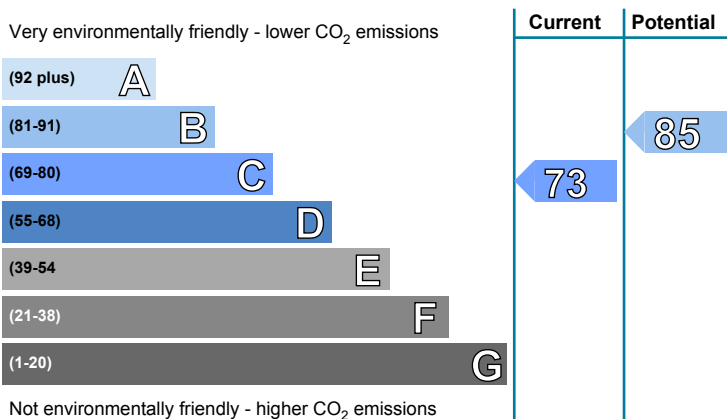 Very environmentally friendly - lower CO₂ emissions
Current
Potential
(92 plus) A
(81-91) B
85
(69-80) C
73
(55-68) D
(39-54 E
(21-38) F
(1-20) G
Not environmentally friendly - higher CO₂ emissions